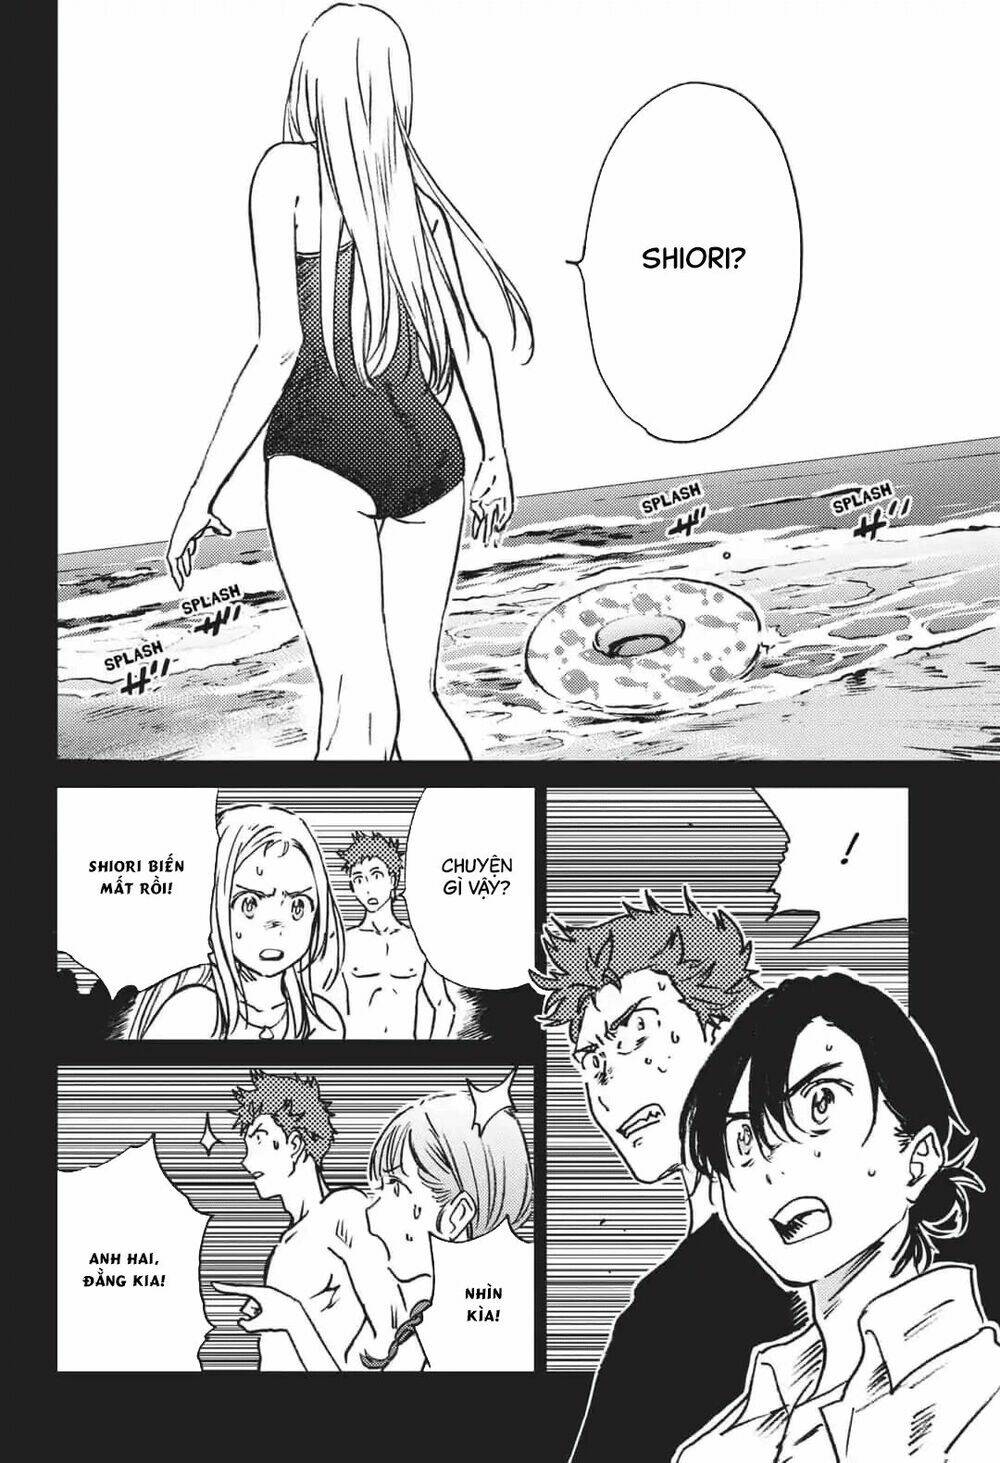 SHIORI?
SPLASH
SPLASH
SPLASH
SPLASH
!
CHUYỆN
GÌ VẬY?
SHIORI BIẾN
MẤT RỒI!
NHÌN
KÌA!
ANH HAI,
ĐẰNG KIA!